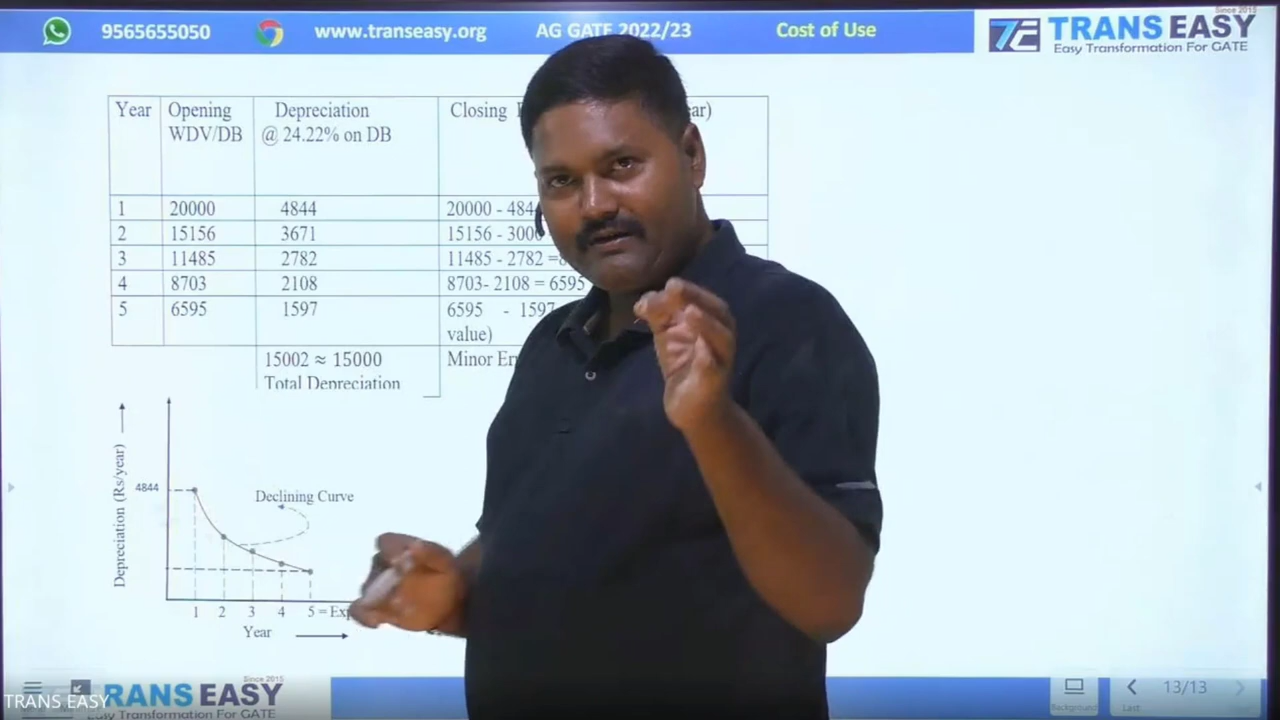 9565655050
www.transeasy.org
AG GATE 2022/23
Cost of Use
Since 2015
TRANS EASY
Easy Transformation For GATE
Year Opening Depreciation Closing
WDV/DB @ 24.22% on DB
1 20000 4844 20000 - 484
2 15156 3671 15156 - 3000
3 11485 2782 11485 - 2782 =
4 8703 2108 8703- 2108 = 6595
5 6595 1597 6595 - 1597
value)
15002 ≈ 15000 Minor
Total Depreciation
Depreciation (Rs/year)
4844
Declining Curve
1 2 3 4 5 =
Year
Since 2015
TRANS EASY
RANS EASY
Easy Transformation For GATE
Background
Last
13/13